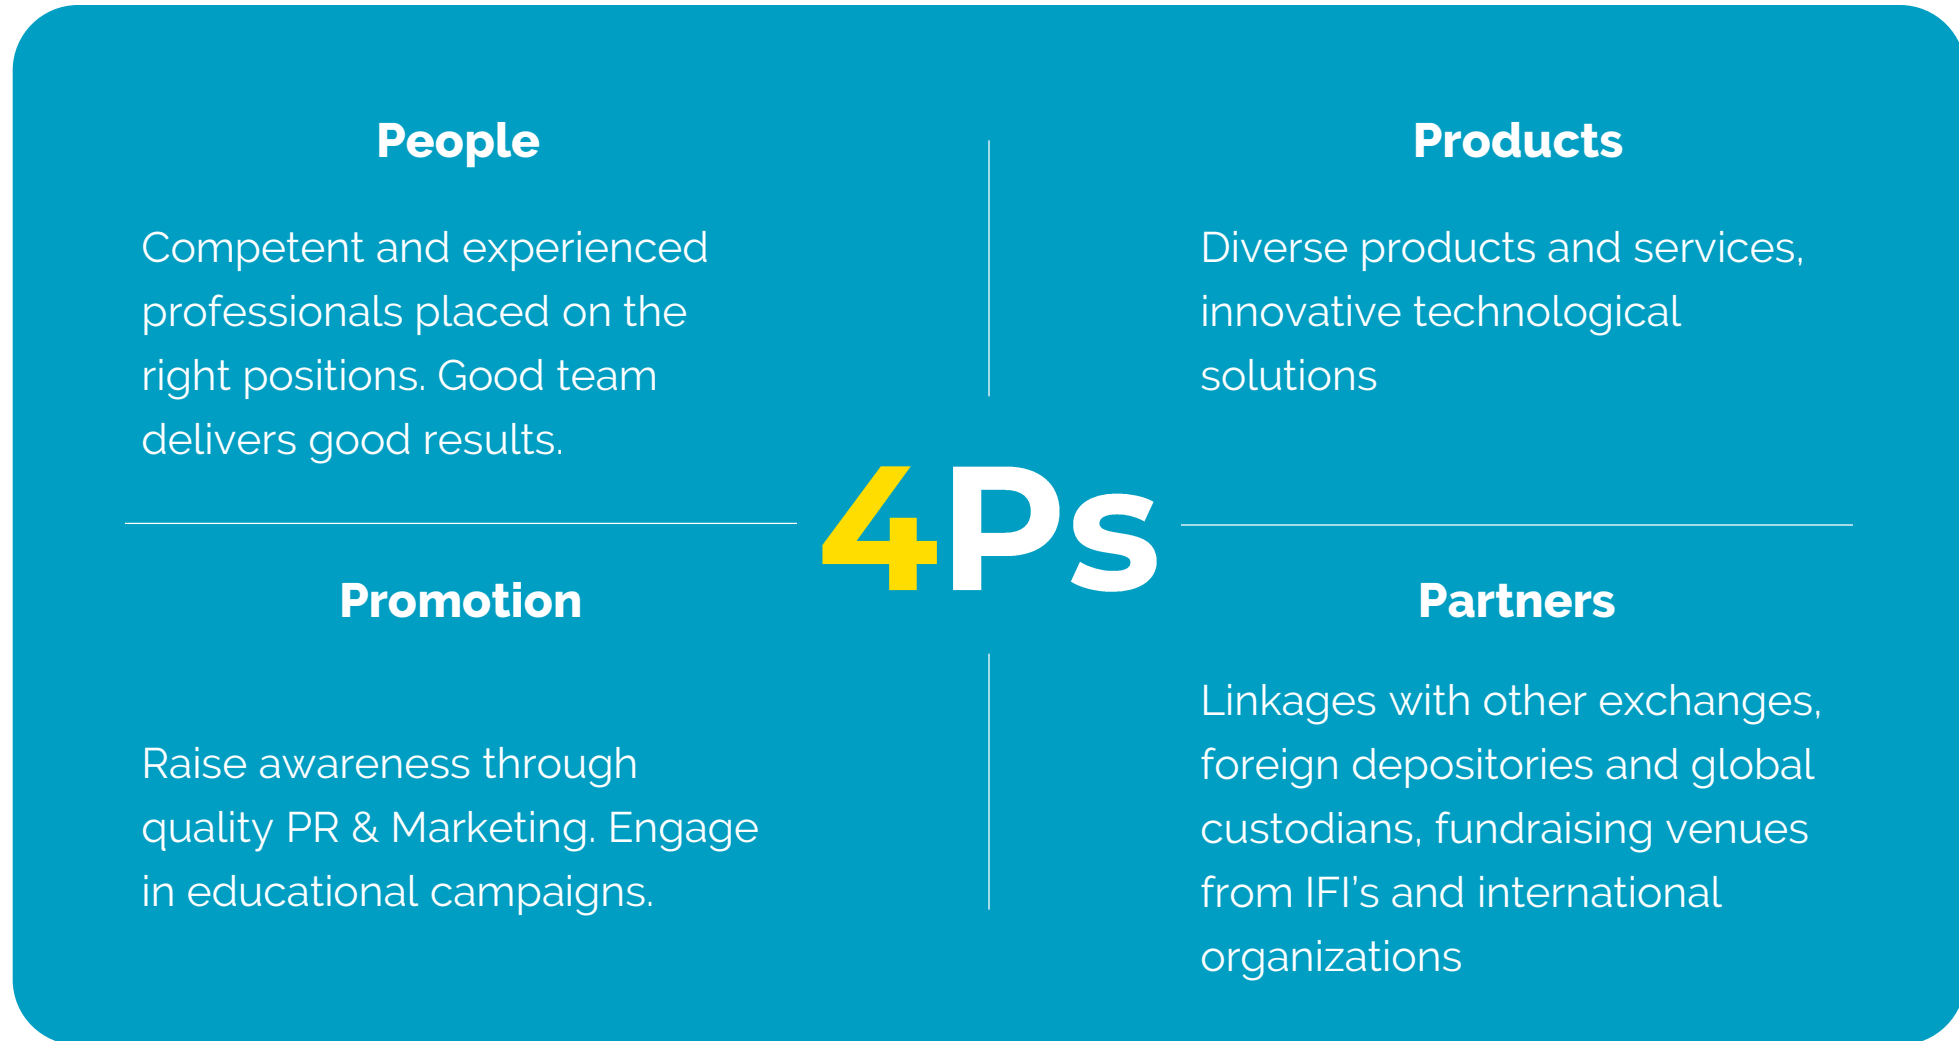 People
Competent and experienced
professionals placed on the
right positions. Good team
delivers good results.
Products
Diverse products and services,
innovative technological
solutions
4Ps
Promotion
Raise awareness through
quality PR & Marketing. Engage
in educational campaigns.
Partners
Linkages with other exchanges,
foreign depositories and global
custodians, fundraising venues
from IFI's and international
organizations